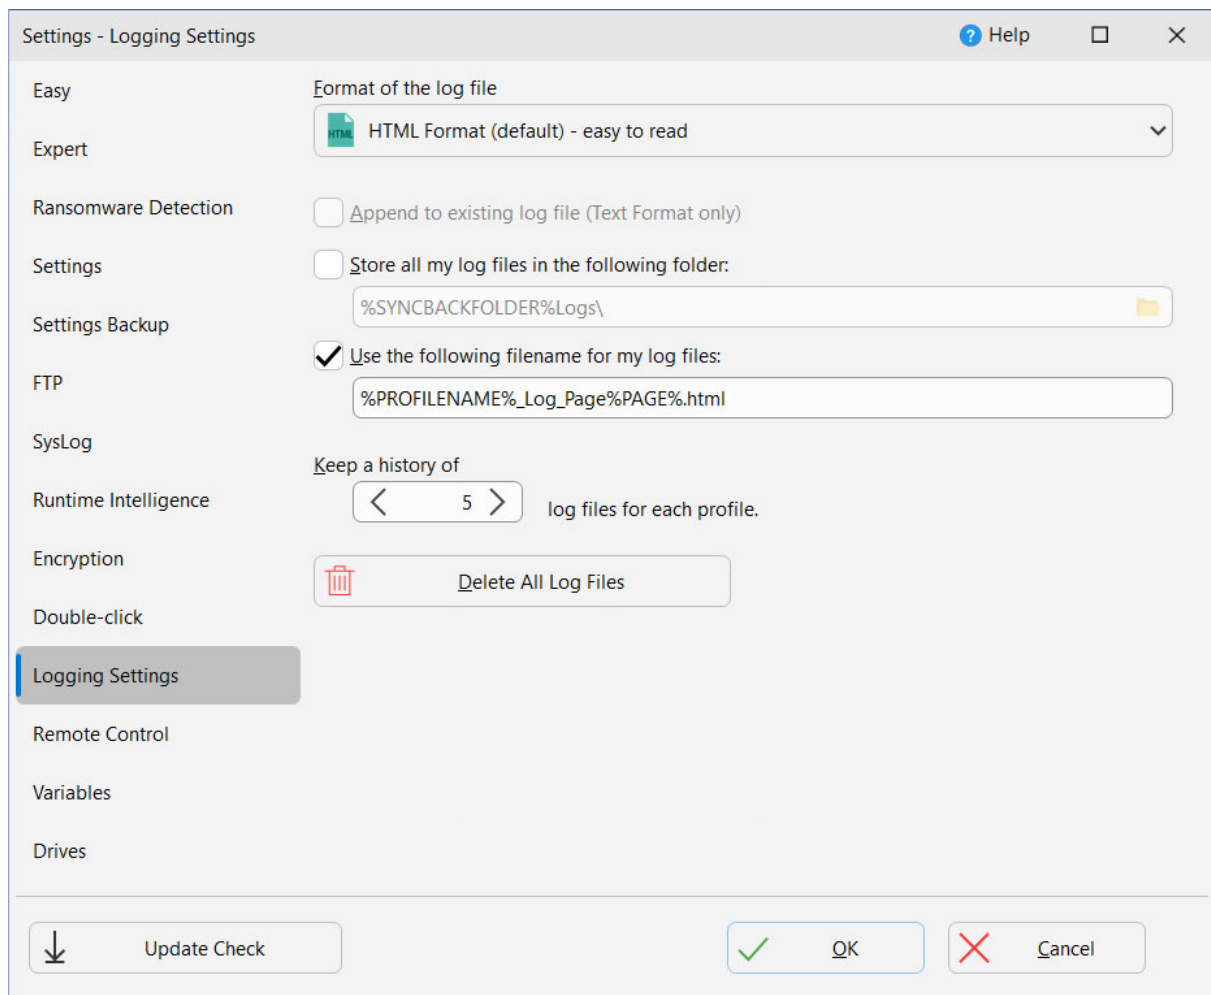 Settings - Logging Settings
Help
Easy
Expert
Ransomware Detection
Settings
Settings Backup
FTP
SysLog
Runtime Intelligence
Encryption
Double-click
Logging Settings
Remote Control
Variables
Drives
Format of the log file
HTML
HTML Format (default) - easy to read
Append to existing log file (Text Format only)
Store all my log files in the following folder:
%SYNCBACKFOLDER%Logs\
Use the following filename for my log files:
%PROFILENAME%_Log_Page%PAGE%.html
Keep a history of
5
log files for each profile.
Delete All Log Files
Update Check
OK
Cancel